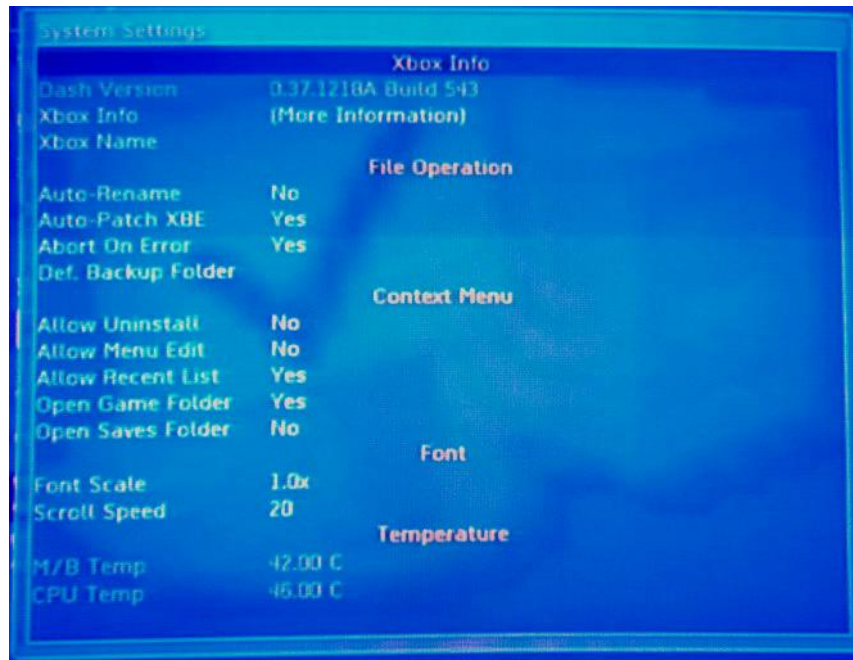 System Settings
Xbox Info
Dash Version 0.37.1218A Build 543
Xbox Info (More Information)
Xbox Name
File Operation
Auto-Rename No
Auto-Patch XBE Yes
Abort On Error Yes
Def. Backup Folder
Context Menu
Allow Uninstall No
Allow Menu Edit No
Allow Recent List Yes
Open Game Folder Yes
Open Saves Folder No
Font
Font Scale 1.0x
Scroll Speed 20
Temperature
M/B Temp 42.00 C
CPU Temp 46.00 C